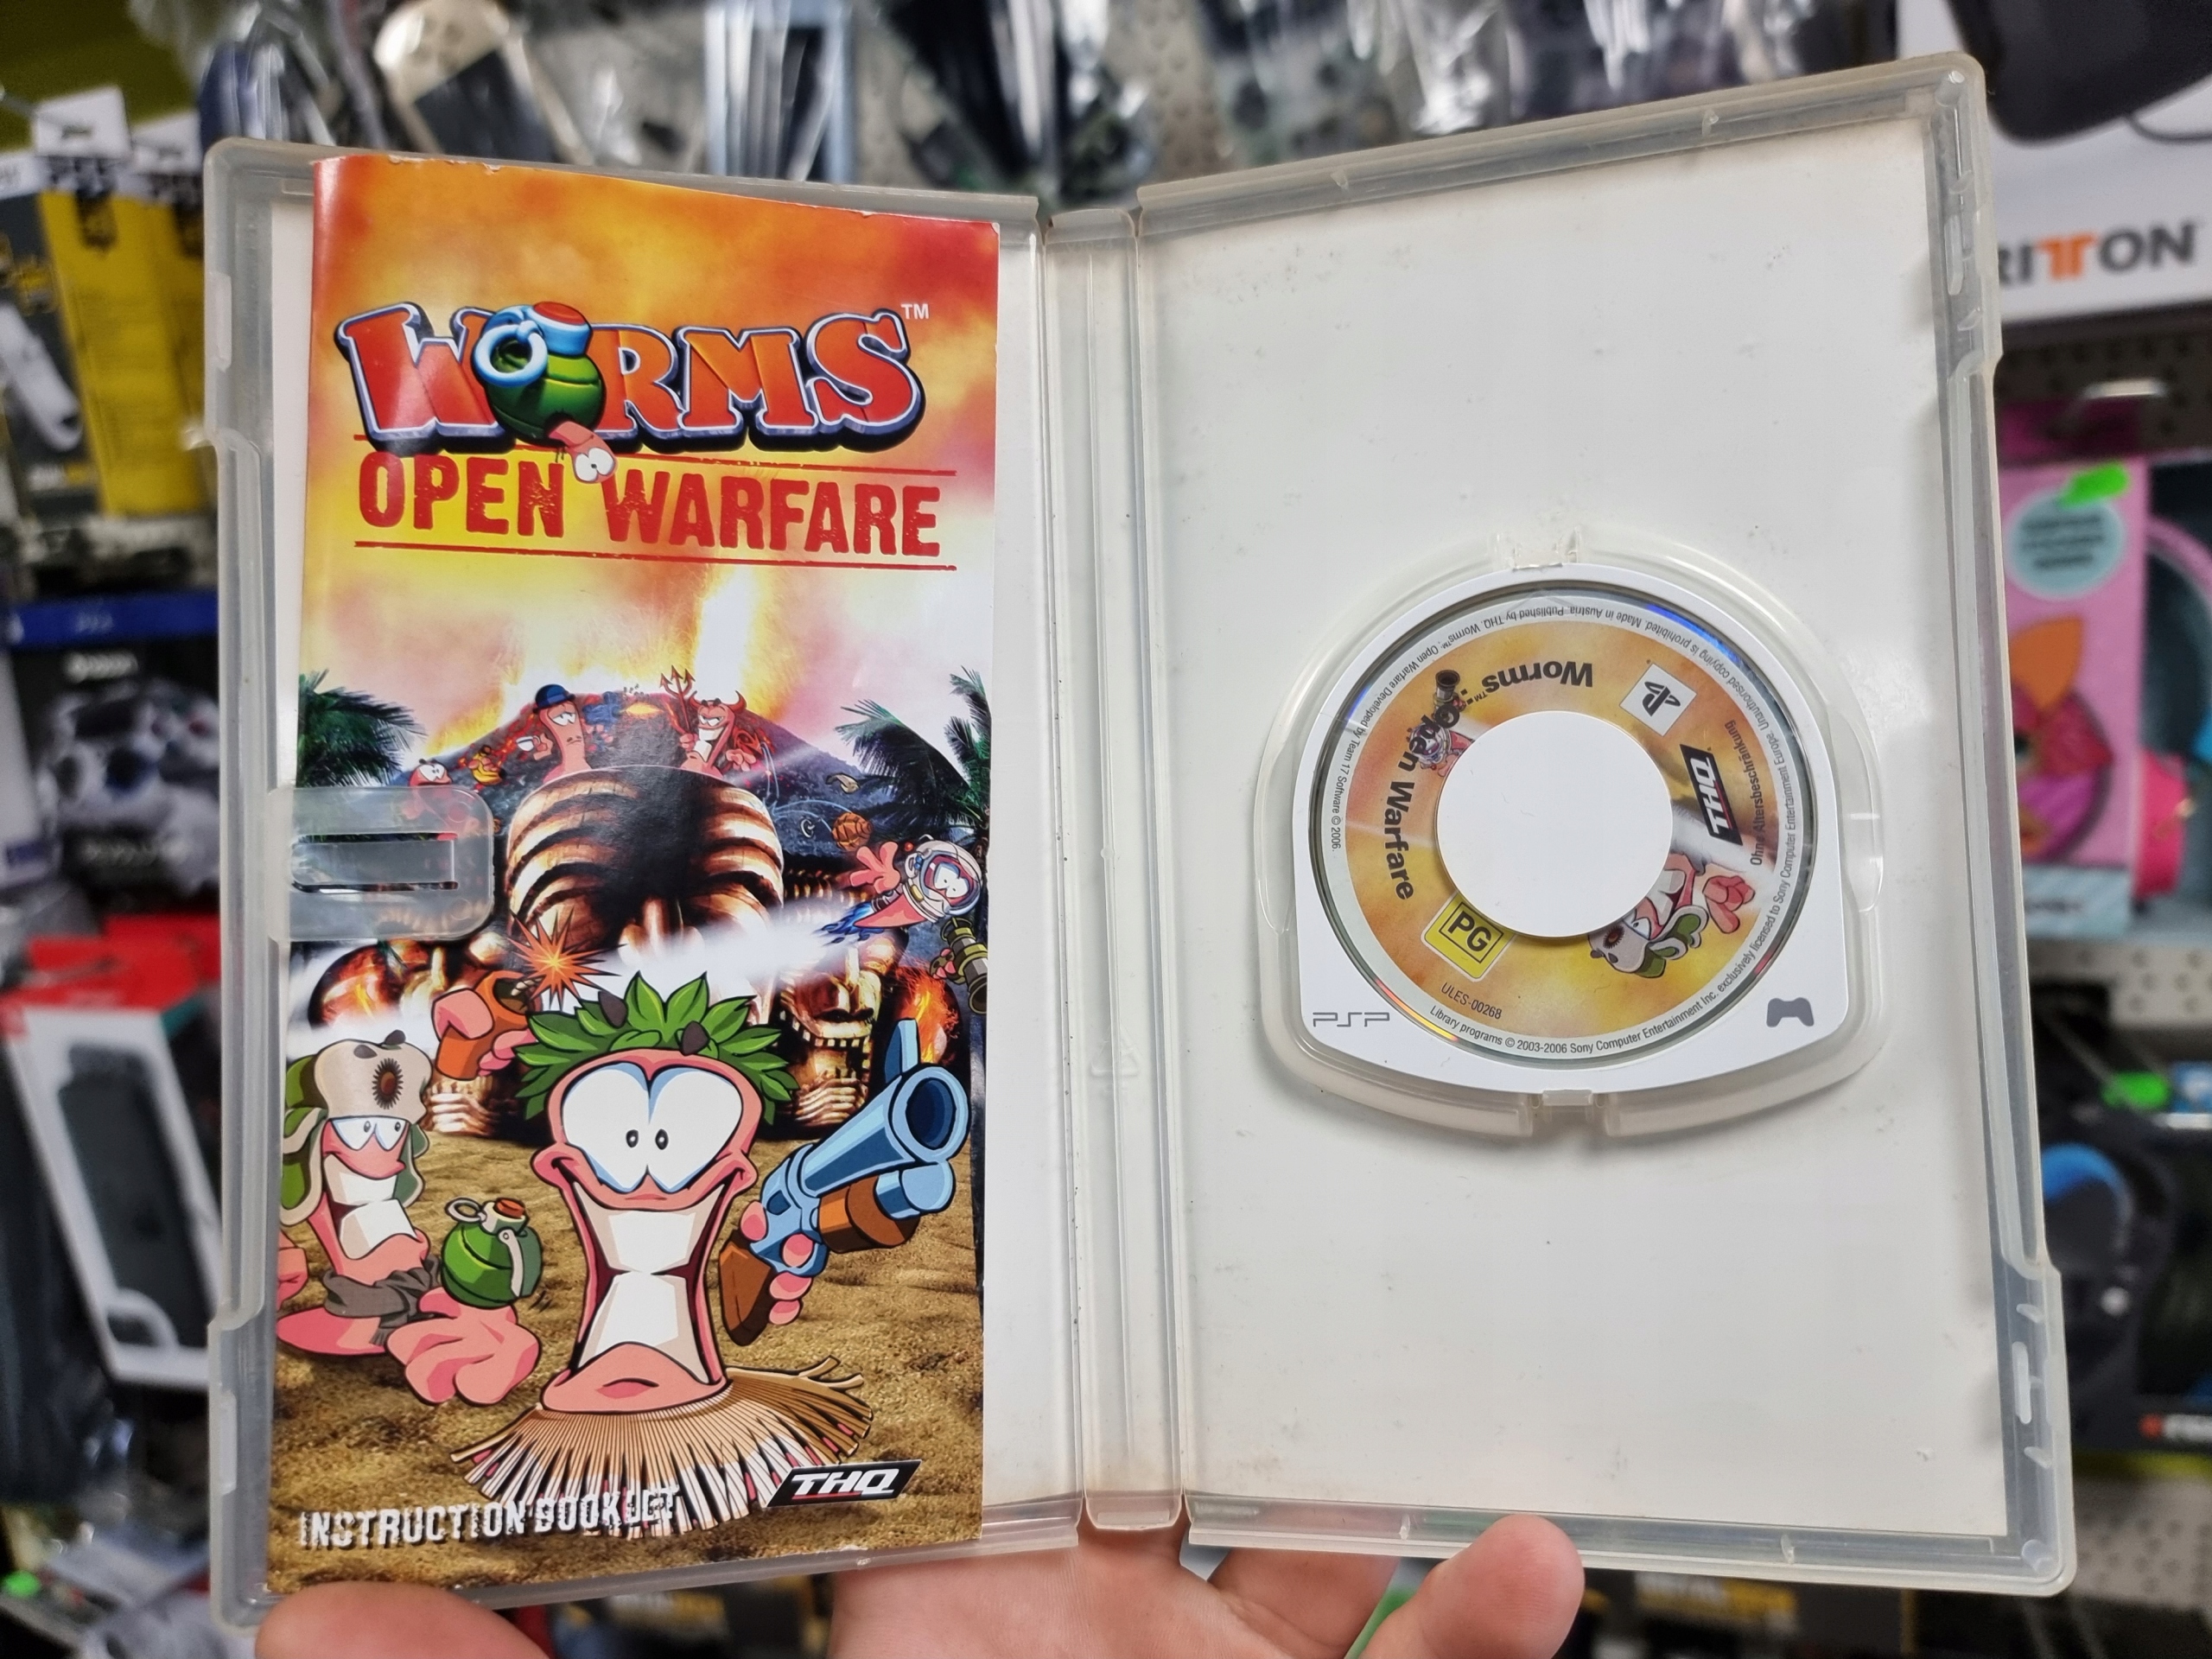 WORMS™
OPEN WARFARE
INSTRUCTION BOOKLET
THQ
RITTON
Worms™:
Open Warfare
THQ
Ohne Altersbeschränkung
PG
ULES-00268
PSP
Library programs © 2003-2006 Sony Computer Entertainment Inc. exclusively licensed to Sony Computer Entertainment Europe. Unauthorised copying is prohibited. Made in Austria. Published by THQ. Worms™: Open Warfare Developed by Team 17 Software © 2006.